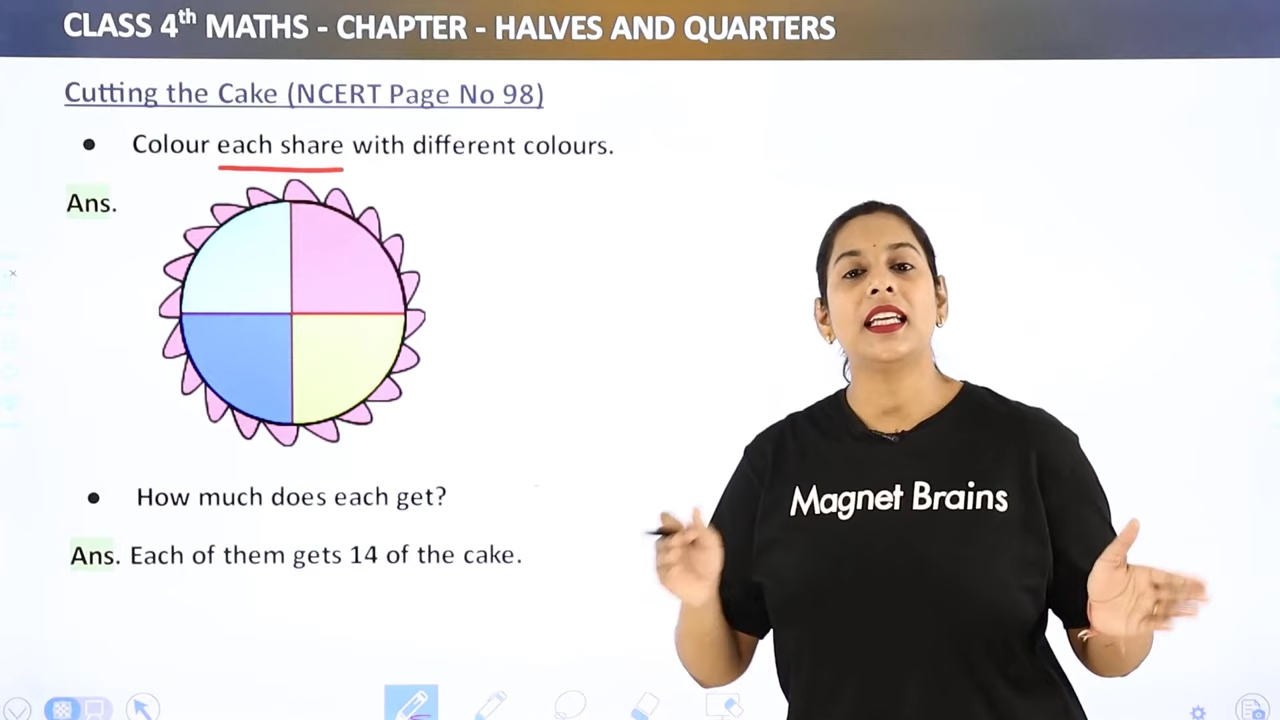 CLASS 4th MATHS - CHAPTER - HALVES AND QUARTERS
Cutting the Cake (NCERT Page No 98)
● Colour each share with different colours.
Ans.
● How much does each get?
Ans. Each of them gets 14 of the cake.
Magnet Brains